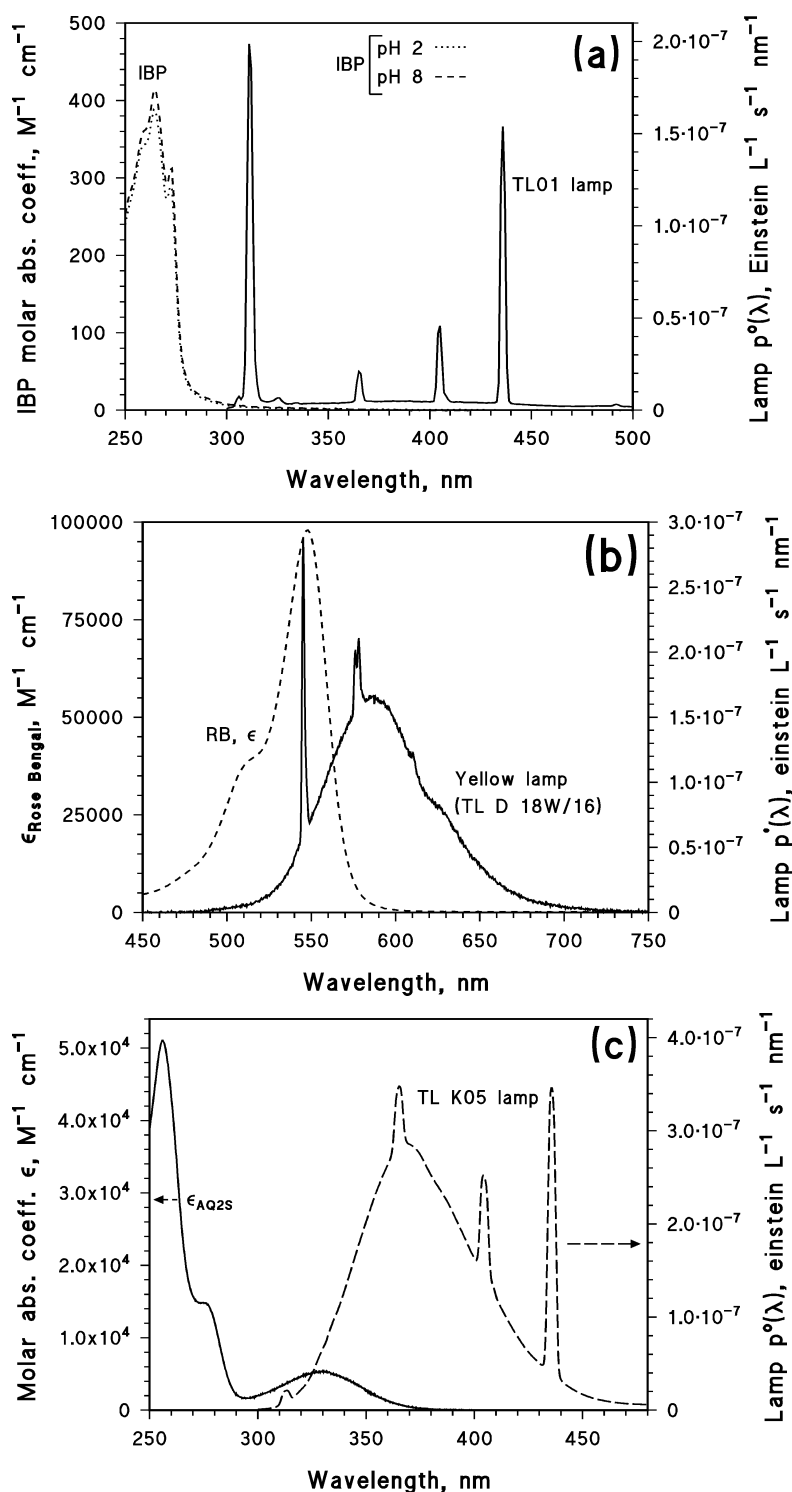 (a)
IBP
IBP
pH 2
pH 8
TL01 lamp
500
400
300
200
100
0
2.0·10⁻⁷
1.5·10⁻⁷
1.0·10⁻⁷
0.5·10⁻⁷
0
250 300 350 400 450 500
IBP molar abs. coeff., M⁻¹ cm⁻¹
Lamp p°(λ), Einstein L⁻¹ s⁻¹ nm⁻¹
Wavelength, nm
(b)
RB, ϵ
Yellow lamp
(TL D 18W/16)
100000
75000
50000
25000
0
3.0·10⁻⁷
2.5·10⁻⁷
2.0·10⁻⁷
1.5·10⁻⁷
1.0·10⁻⁷
0.5·10⁻⁷
0
450 500 550 600 650 700 750
ϵRose Bengal, M⁻¹ cm⁻¹
Lamp p°(λ), einstein L⁻¹ s⁻¹ nm⁻¹
Wavelength, nm
(c)
TL K05 lamp
ϵAQ2S
5.0x10⁴
4.0x10⁴
3.0x10⁴
2.0x10⁴
1.0x10⁴
0
4.0·10⁻⁷
3.0·10⁻⁷
2.0·10⁻⁷
1.0·10⁻⁷
0
250 300 350 400 450
Molar abs. coeff. ϵ, M⁻¹ cm⁻¹
Lamp p°(λ), einstein L⁻¹ s⁻¹ nm⁻¹
Wavelength, nm